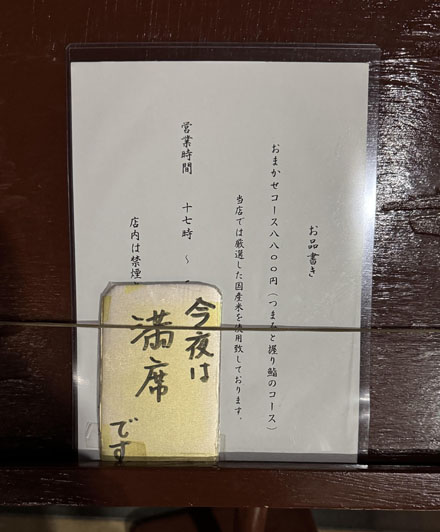 お品書き
おまかせコース八八〇〇円（つまみと握り鮨のコース）
当店では厳選した国産米を使用致しております。
営業時間 十七時 ～
店内は禁煙
今夜は
満席
です